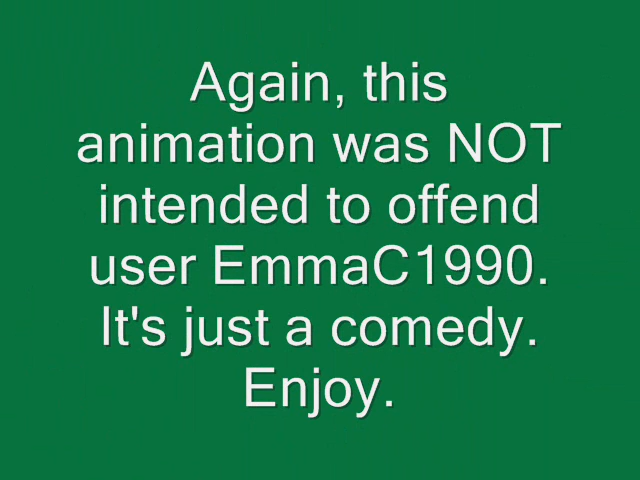 Again, this
animation was NOT
intended to offend
user EmmaC1990.
It's just a comedy.
Enjoy.